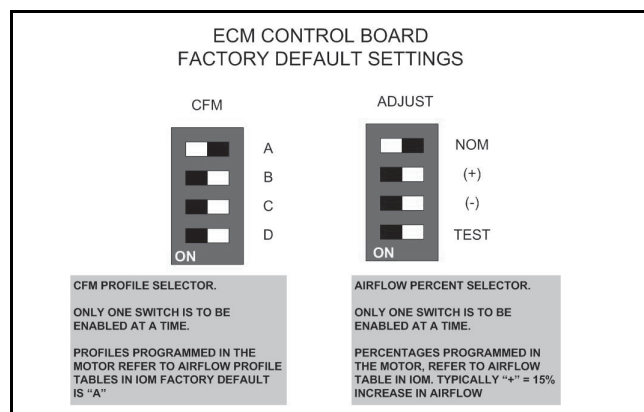 ECM CONTROL BOARD
FACTORY DEFAULT SETTINGS
CFM
A
B
C
D
ON
CFM PROFILE SELECTOR.
ONLY ONE SWITCH IS TO BE
ENABLED AT A TIME.
PROFILES PROGRAMMED IN THE
MOTOR REFER TO AIRFLOW PROFILE
TABLES IN IOM FACTORY DEFAULT
IS “A”
ADJUST
NOM
(+)
(-)
TEST
ON
AIRFLOW PERCENT SELECTOR.
ONLY ONE SWITCH IS TO BE
ENABLED AT A TIME.
PERCENTAGES PROGRAMMED IN
THE MOTOR, REFER TO AIRFLOW
TABLE IN IOM. TYPICALLY “+” = 15%
INCREASE IN AIRFLOW